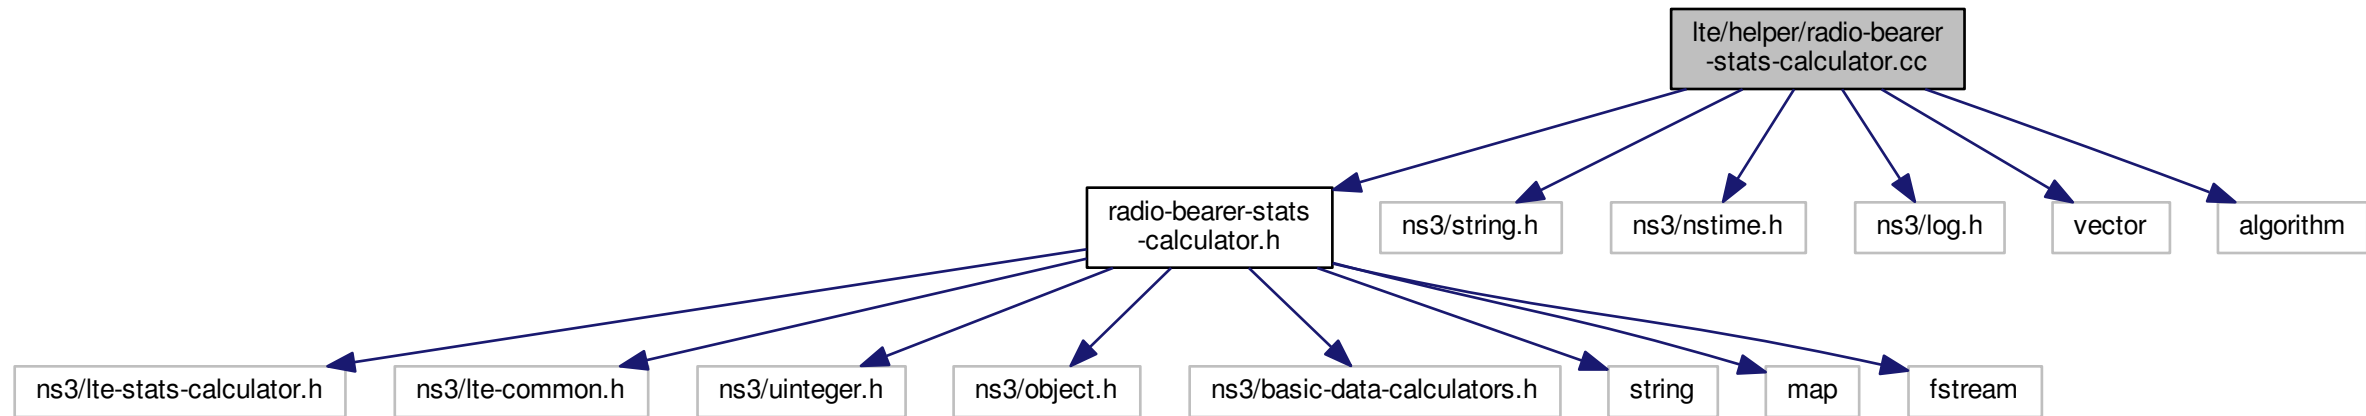 lte/helper/radio-bearer
-stats-calculator.cc
radio-bearer-stats
-calculator.h
ns3/string.h
ns3/nstime.h
ns3/log.h
vector
algorithm
ns3/lte-stats-calculator.h
ns3/lte-common.h
ns3/uinteger.h
ns3/object.h
ns3/basic-data-calculators.h
string
map
fstream